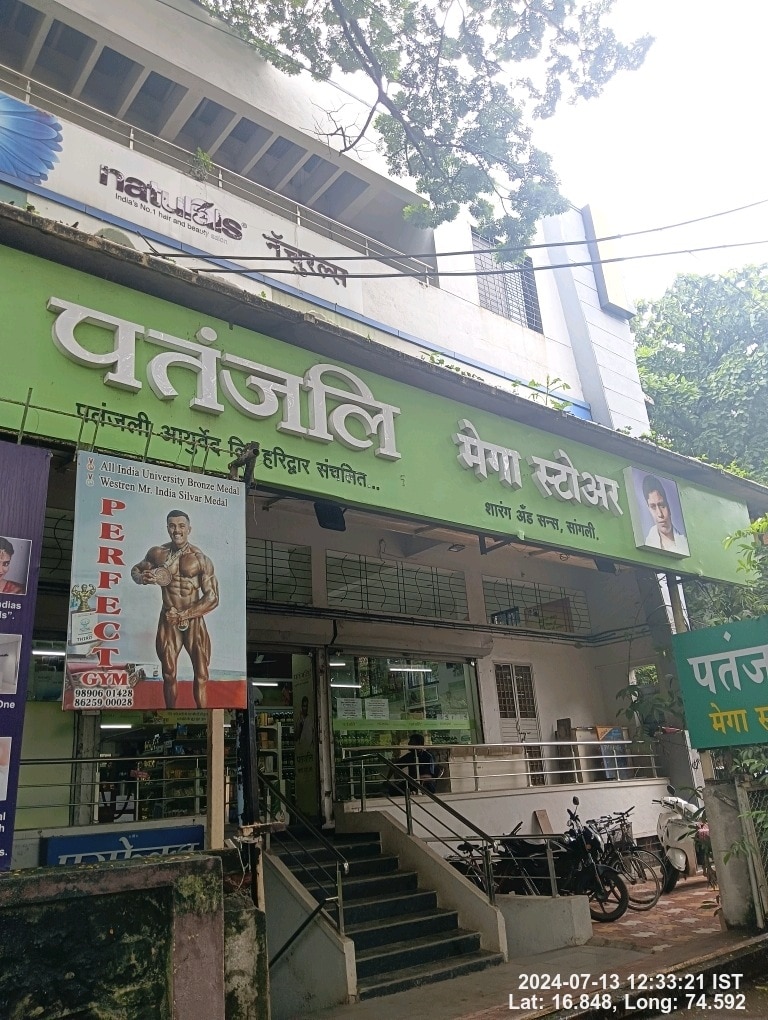 naturals
India's No.1 hair and beauty salon
नॅचुरल्स
पतंजलि
मेगा स्टोअर
पतंजली आयुर्वेद लि हरिद्वार संचलित...
शारंग अँड सन्स, सांगली.
All India University Bronze Medal
Westren Mr. India Silvar Medal
PERFECT
GYM
98906 01428
86259 00028
पतंज
मेगा
2024-07-13 12:33:21 IST
Lat: 16.848, Long: 74.592